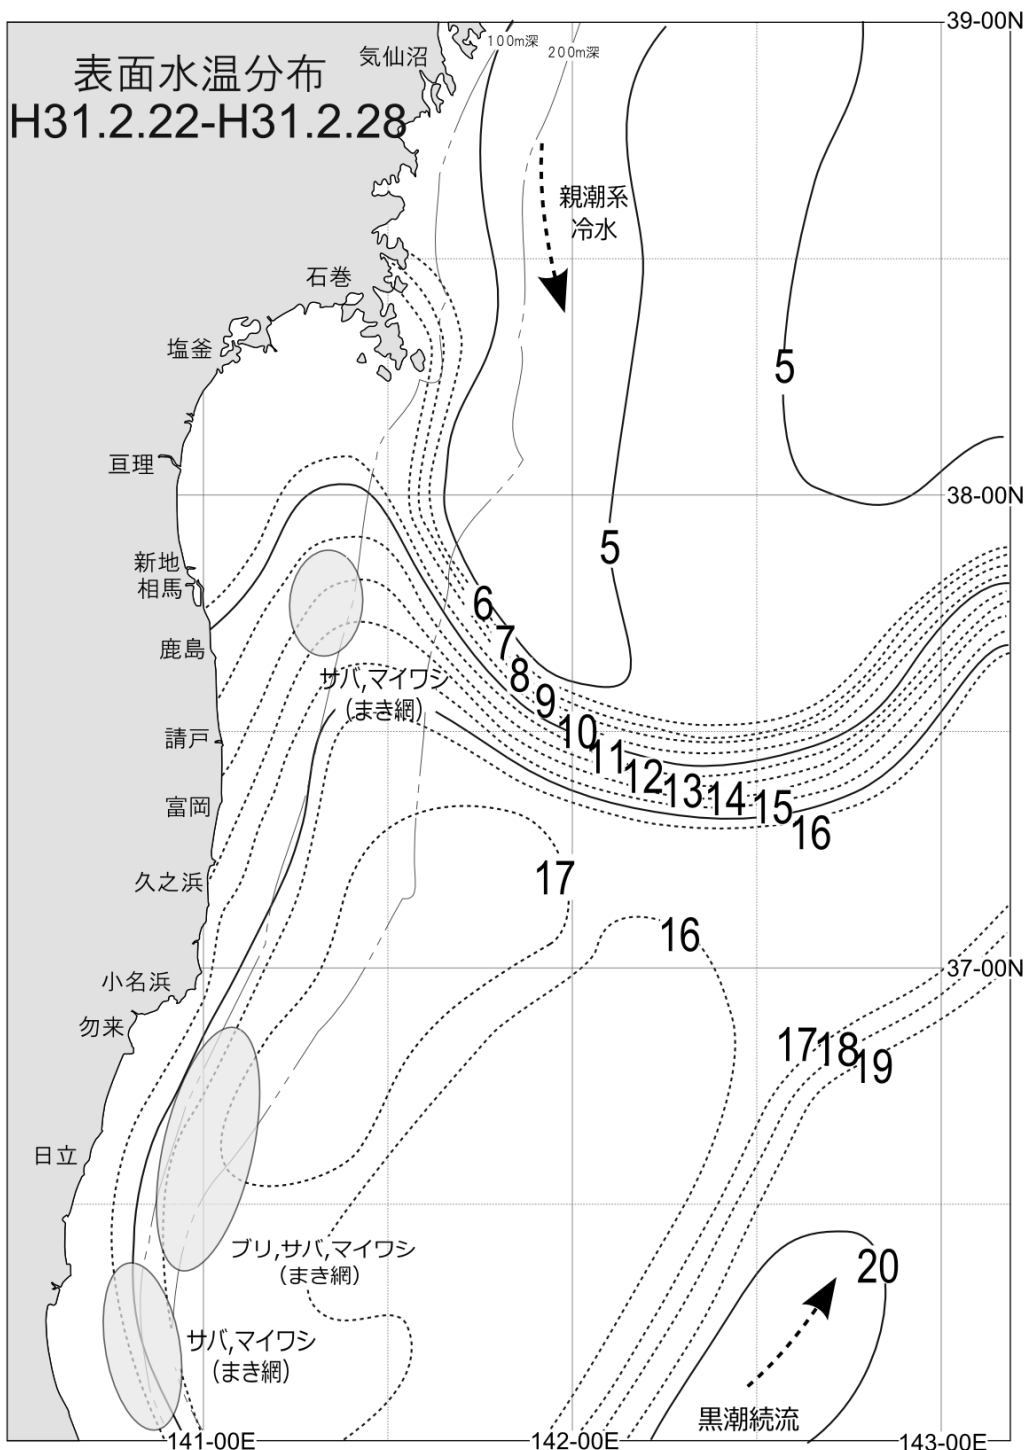 39-00N
100m深
200m深
気仙沼
表面水温分布
H31.2.22-H31.2.28
親潮系
冷水
石巻
塩釜
5
亘理
38-00N
5
新地
相馬
6
鹿島
7
8
サバ,マイワシ
(まき網)
9
10
請戸
11
12
13
14
15
16
富岡
17
久之浜
16
37-00N
小名浜
勿来
17
18
19
日立
ブリ,サバ,マイワシ
(まき網)
20
サバ,マイワシ
(まき網)
黒潮続流
141-00E
142-00E
143-00E